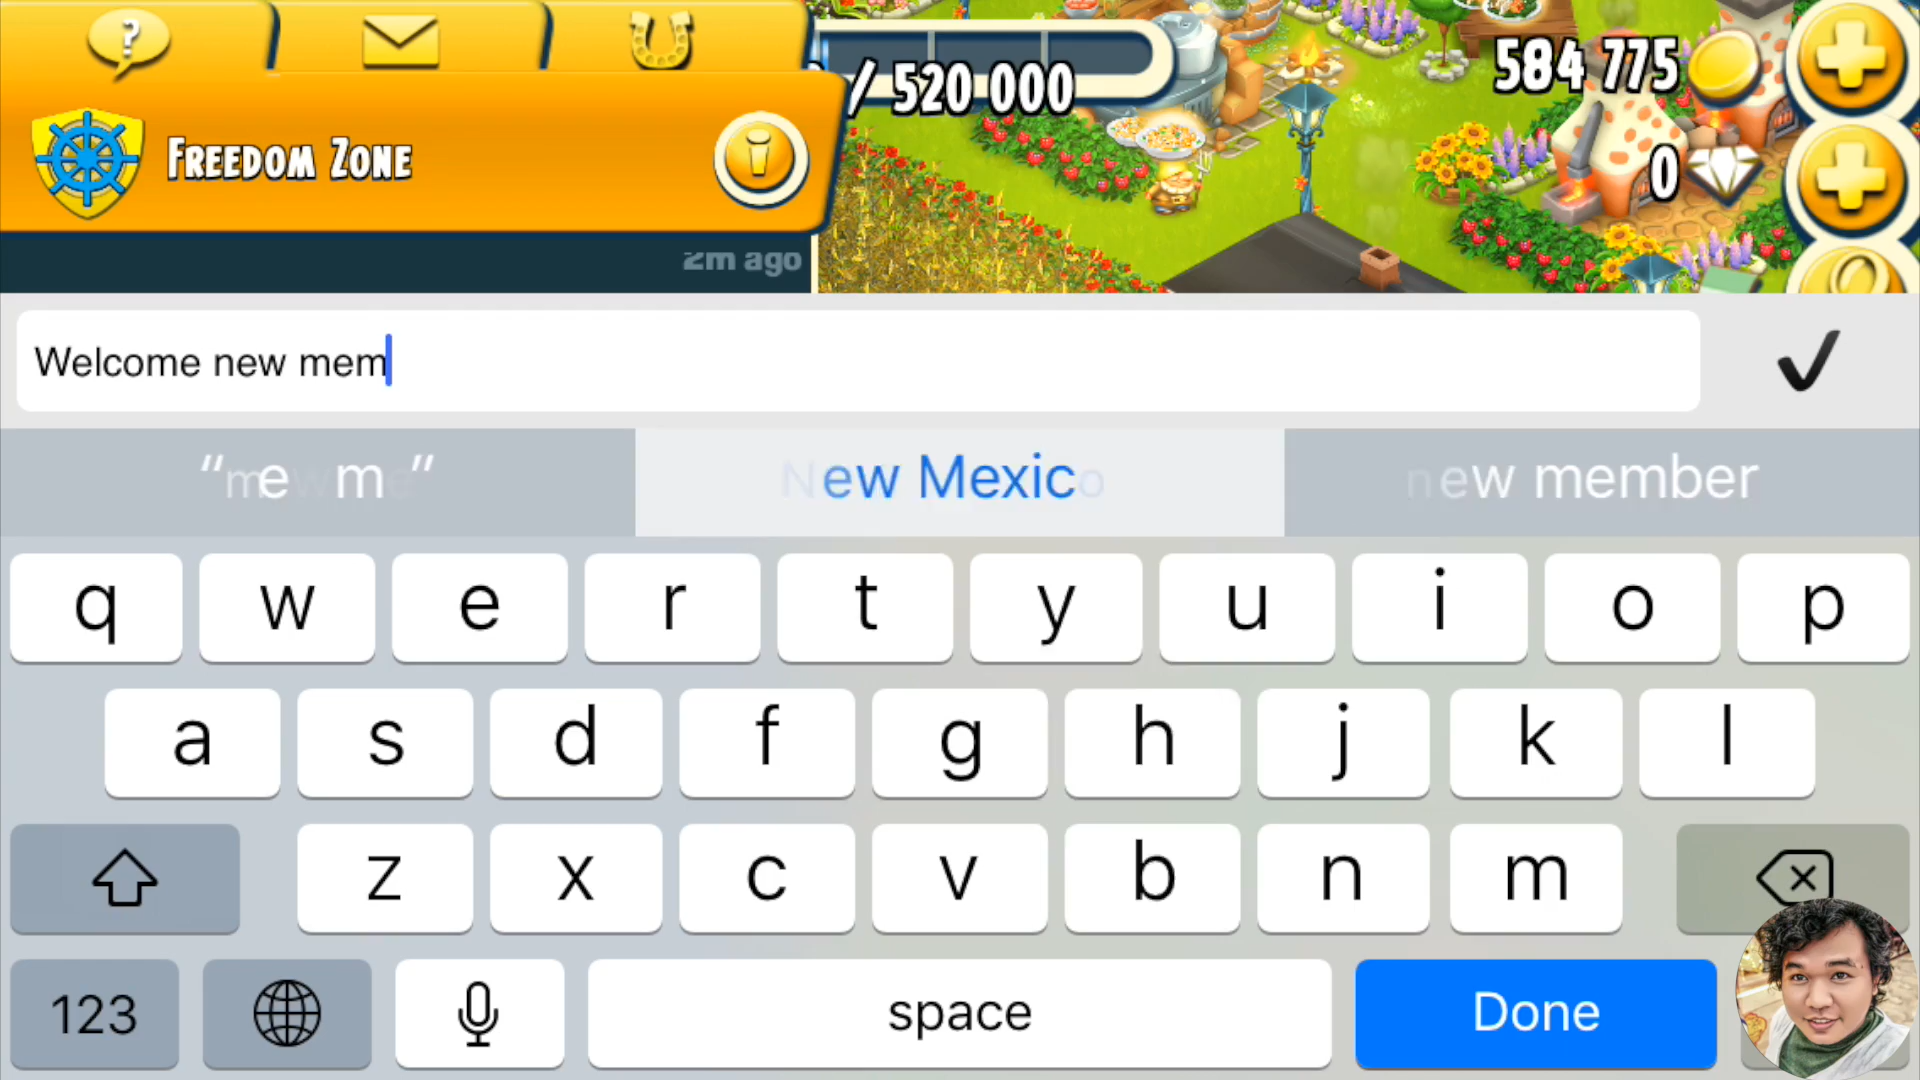 / 520 000
584 775
FREEDOM ZONE
0
2m ago
Welcome new mem
New Mexico
new member
q w e r t y u i o p
a s d f g h j k l
z x c v b n m
123
space
Done